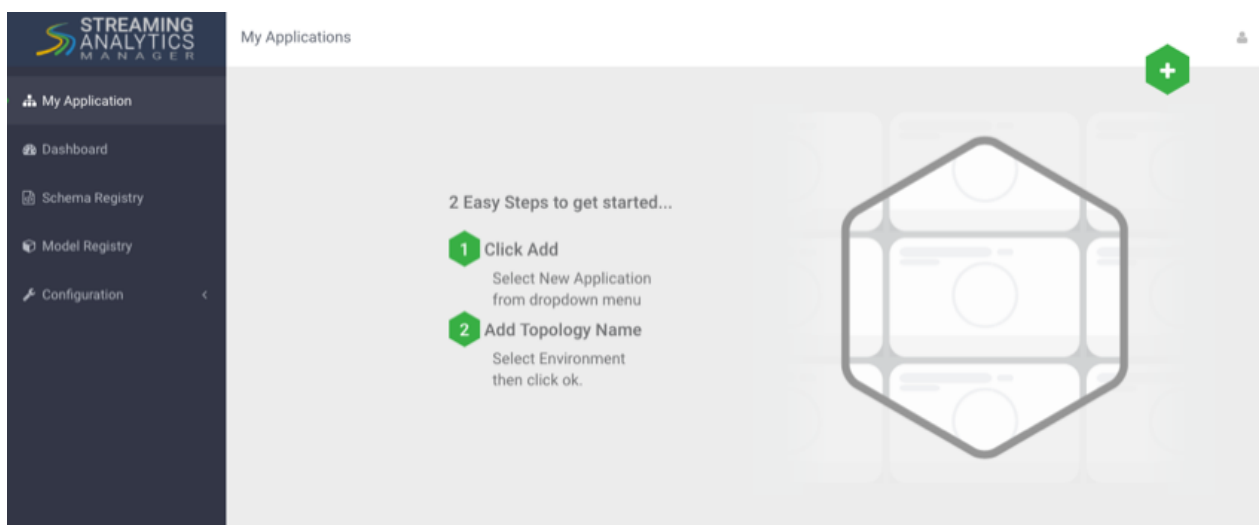 STREAMING
ANALYTICS
MANAGER
My Applications
My Application
Dashboard
Schema Registry
Model Registry
Configuration
2 Easy Steps to get started...
1 Click Add
Select New Application
from dropdown menu
2 Add Topology Name
Select Environment
then click ok.